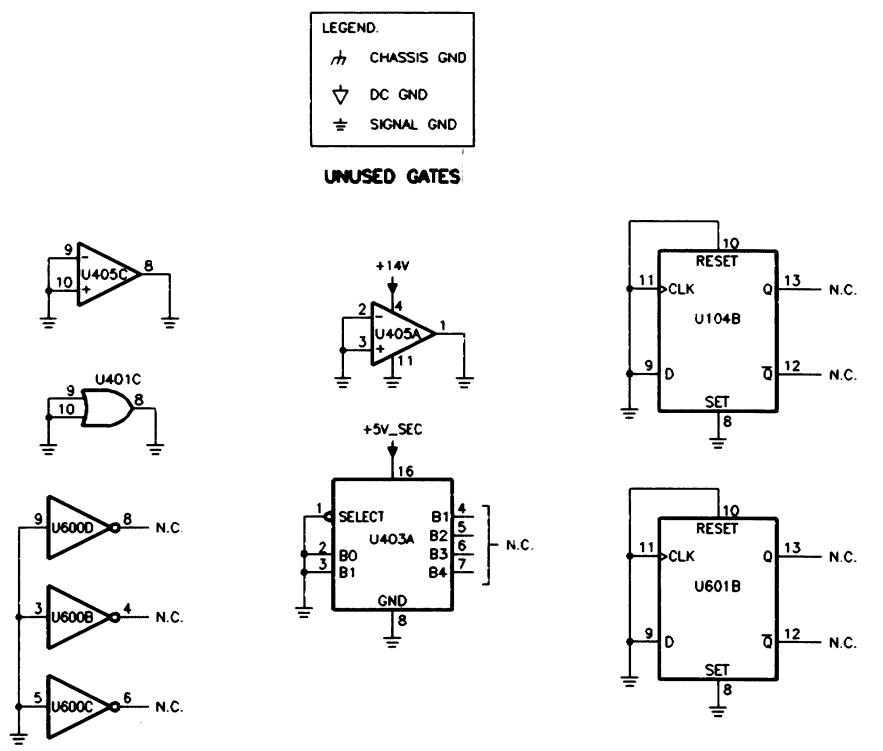 LEGEND.
CHASSIS GND
DC GND
SIGNAL GND
UNUSED GATES
9 - U405C 8
10 +
+14V
4
2 - U405A 1
3 +
11
10
RESET
11 CLK Q 13 N.C.
U104B
9 D Q̅ 12 N.C.
SET
8
U401C
9 8
10
+5V_SEC
16
1 SELECT B1 4
U403A B2 5
2 B0 B3 6 N.C.
3 B1 B4 7
GND
8
9 U600D 8 N.C.
3 U600B 4 N.C.
5 U600C 6 N.C.
10
RESET
11 CLK Q 13 N.C.
U601B
9 D Q̅ 12 N.C.
SET
8